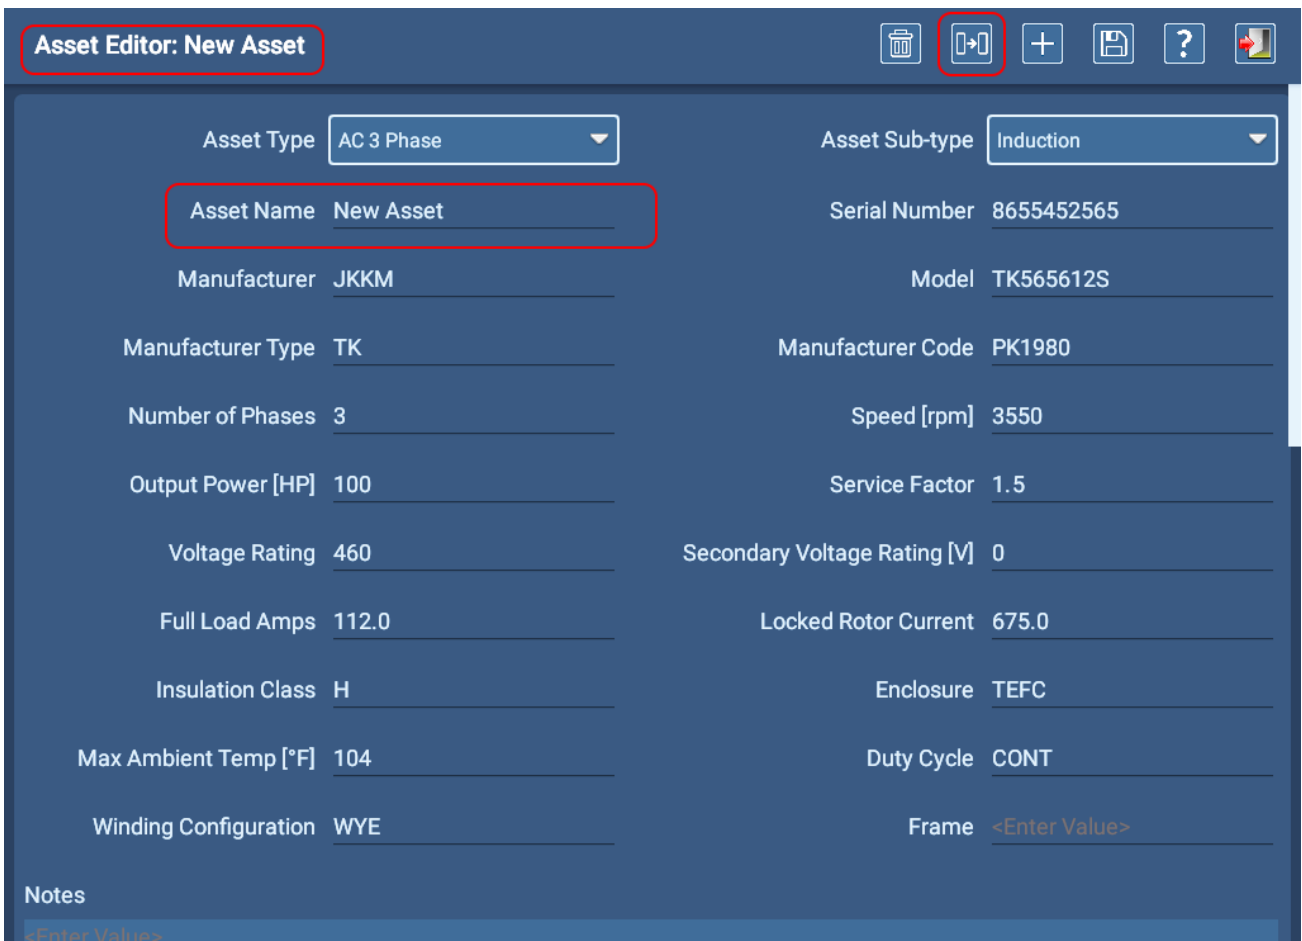 Asset Editor: New Asset
?
Asset Type AC 3 Phase Asset Sub-type Induction
Asset Name New Asset Serial Number 8655452565
Manufacturer JKKM Model TK565612S
Manufacturer Type TK Manufacturer Code PK1980
Number of Phases 3 Speed [rpm] 3550
Output Power [HP] 100 Service Factor 1.5
Voltage Rating 460 Secondary Voltage Rating [V] 0
Full Load Amps 112.0 Locked Rotor Current 675.0
Insulation Class H Enclosure TEFC
Max Ambient Temp [°F] 104 Duty Cycle CONT
Winding Configuration WYE Frame <Enter Value>
Notes
<Enter Value>